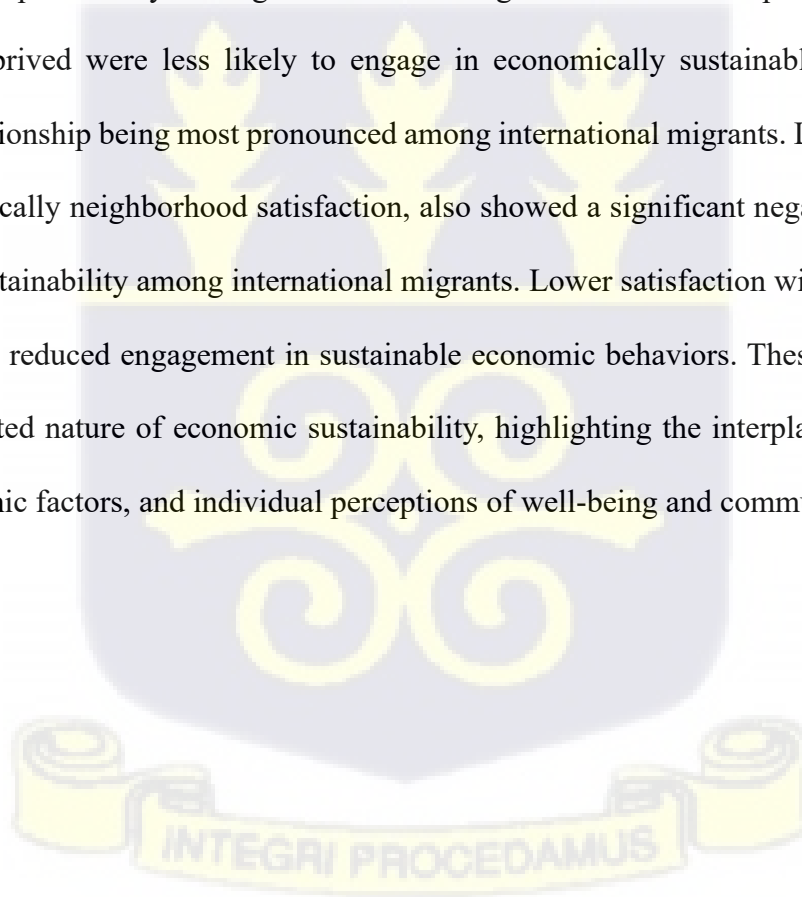 prived were less likely to engage in economically sustainabl
ionship being most pronounced among international migrants.
cally neighborhood satisfaction, also showed a significant nega
tainability among international migrants. Lower satisfaction wi
reduced engagement in sustainable economic behaviors. Thes
ted nature of economic sustainability, highlighting the interpla
nic factors, and individual perceptions of well-being and commu
INTEGRI PROCEDAMUS